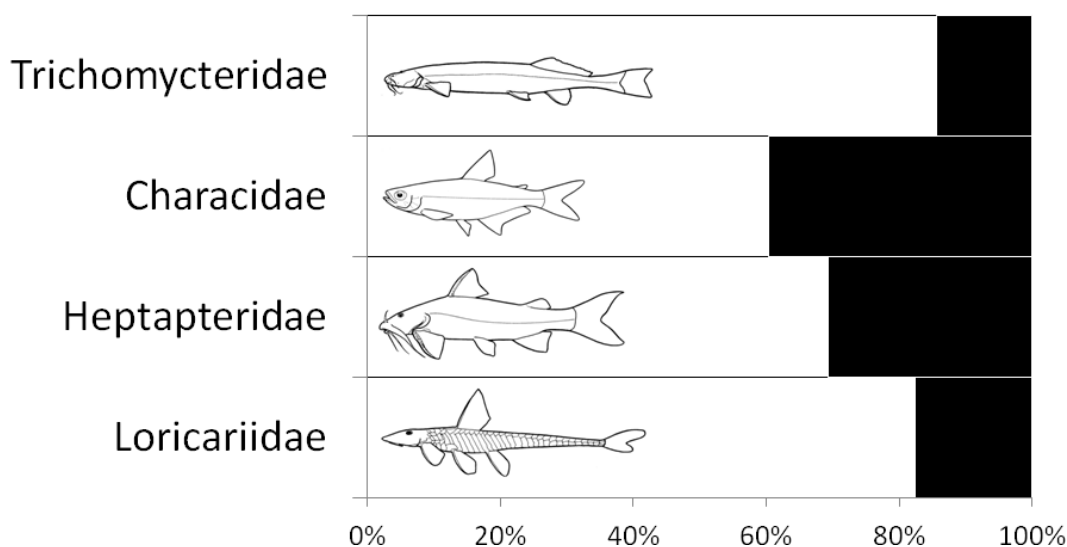 Trichomycteridae
Characidae
Heptapteridae
Loricariidae
0% 20% 40% 60% 80% 100%